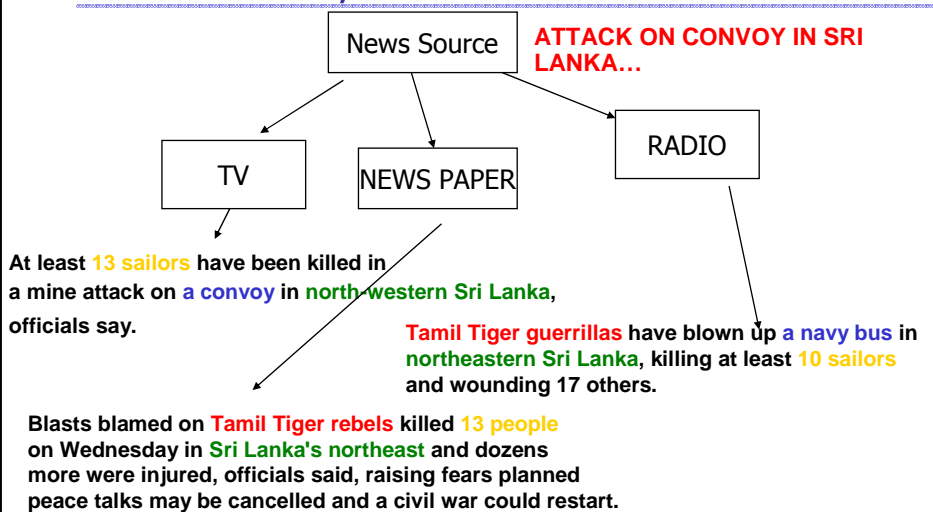 News Source
ATTACK ON CONVOY IN SRI
LANKA…
TV
NEWS PAPER
RADIO
At least 13 sailors have been killed in
a mine attack on a convoy in north-western Sri Lanka,
officials say.
Tamil Tiger guerrillas have blown up a navy bus in
northeastern Sri Lanka, killing at least 10 sailors
and wounding 17 others.
Blasts blamed on Tamil Tiger rebels killed 13 people
on Wednesday in Sri Lanka's northeast and dozens
more were injured, officials said, raising fears planned
peace talks may be cancelled and a civil war could restart.